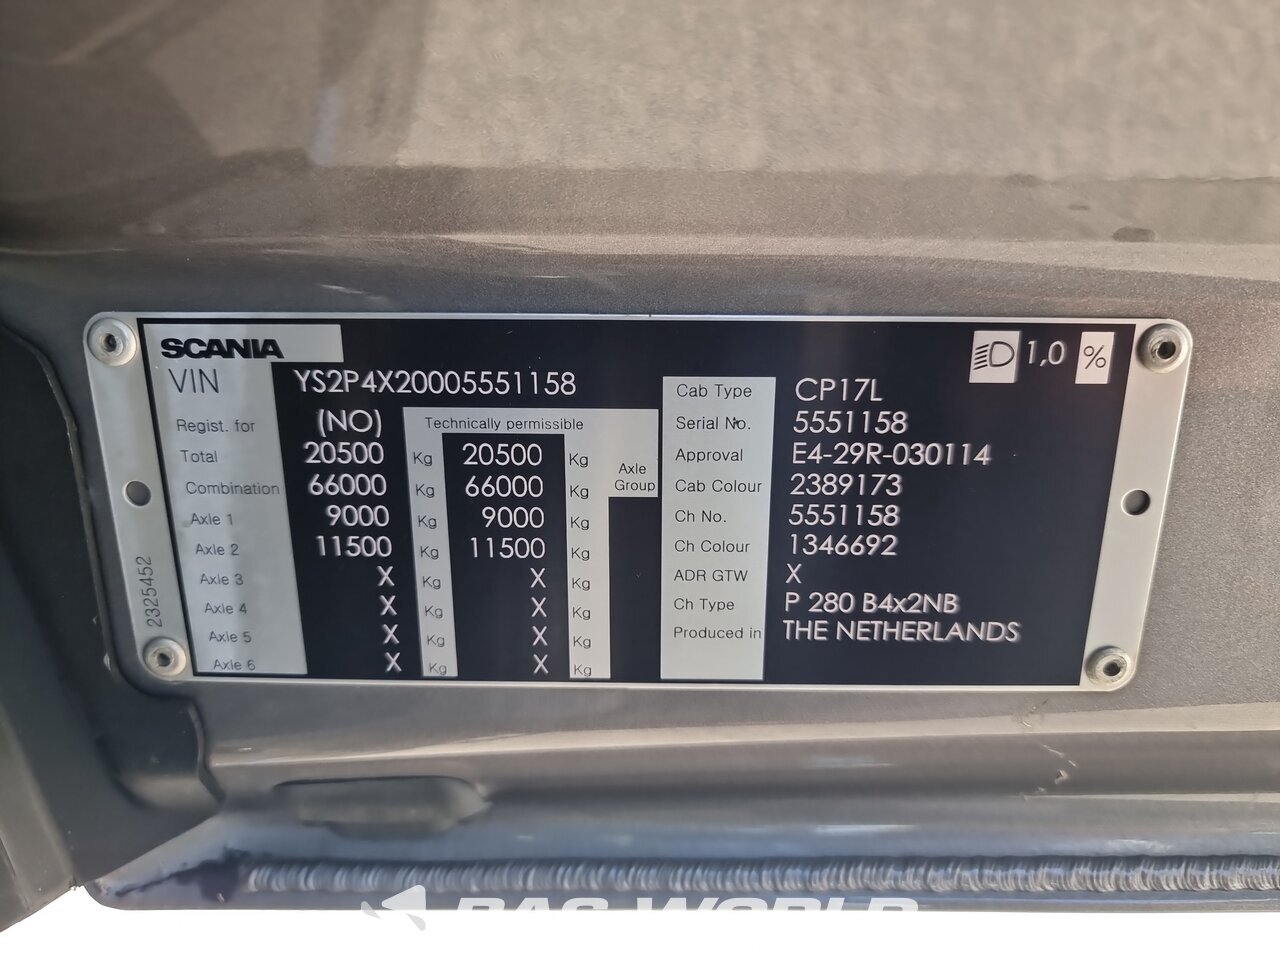 SCANIA
1,0 %
VIN YS2P4X20005551158
Regist. for (NO) Technically permissible
Total 20500 Kg 20500 Kg
Combination 66000 Kg 66000 Kg
Axle Group
Axle 1 9000 Kg 9000 Kg
Axle 2 11500 Kg 11500 Kg
Axle 3 X Kg X Kg
Axle 4 X Kg X Kg
Axle 5 X Kg X Kg
Axle 6 X Kg X Kg
Cab Type CP17L
Serial No. 5551158
Approval E4-29R-030114
Cab Colour 2389173
Ch No. 5551158
Ch Colour 1346692
ADR GTW X
Ch Type P 280 B4x2NB
Produced in THE NETHERLANDS
2325452
BAS WORLD